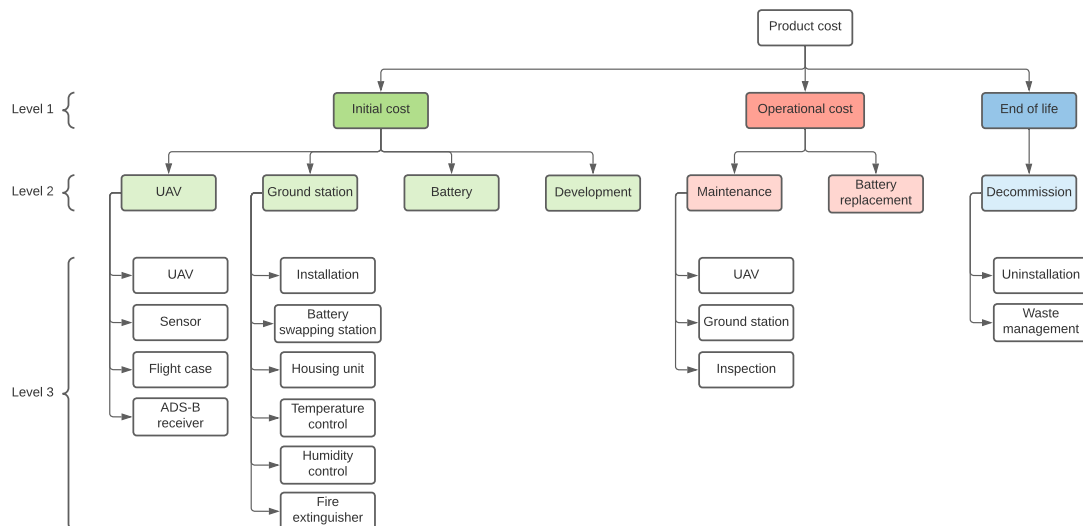 Product cost
Level 1
Initial cost
Operational cost
End of life
Level 2
UAV
Ground station
Battery
Development
Maintenance
Battery
replacement
Decommission
Level 3
UAV
Sensor
Flight case
ADS-B
receiver
Installation
Battery
swapping station
Housing unit
Temperature
control
Humidity
control
Fire
extinguisher
UAV
Ground station
Inspection
Uninstallation
Waste
management